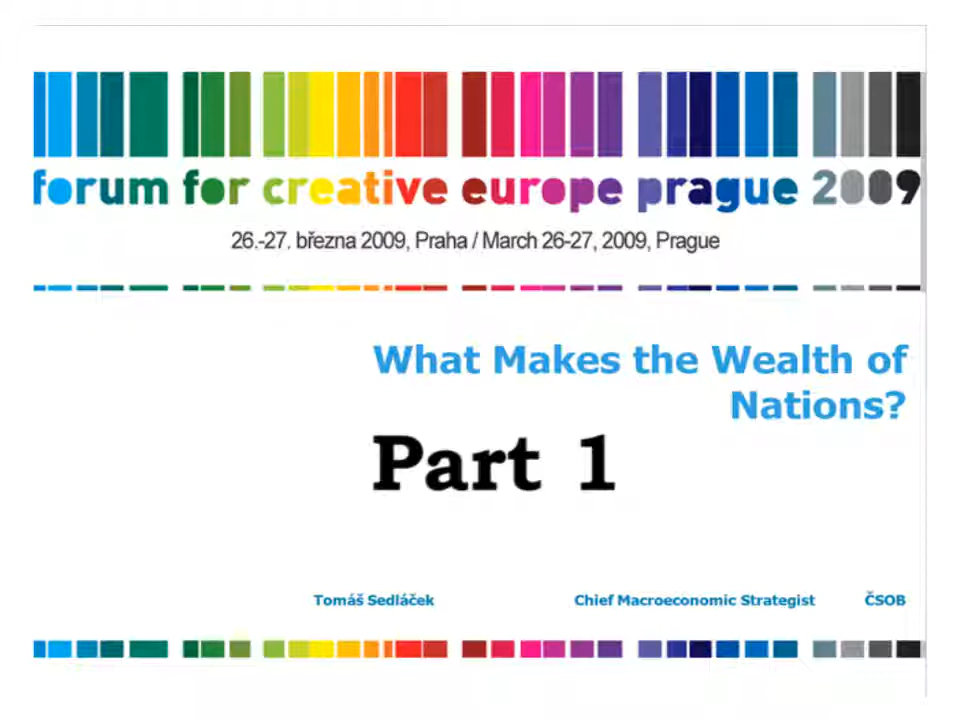 forum for creative europe prague 2009
26.-27. března 2009, Praha / March 26-27, 2009, Prague
What Makes the Wealth of
Nations?
Part 1
Tomáš Sedláček Chief Macroeconomic Strategist ČSOB